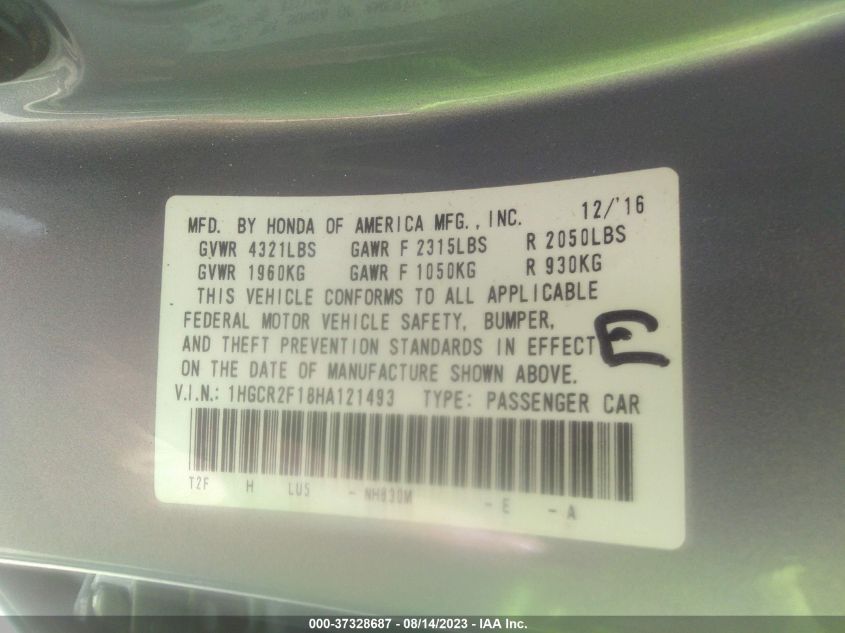 MFD. BY HONDA OF AMERICA MFG., INC. 12/'16
GVWR 4321LBS GAWR F 2315LBS R 2050LBS
GVWR 1960KG GAWR F 1050KG R 930KG
THIS VEHICLE CONFORMS TO ALL APPLICABLE
FEDERAL MOTOR VEHICLE SAFETY, BUMPER,
AND THEFT PREVENTION STANDARDS IN EFFECT
E
ON THE DATE OF MANUFACTURE SHOWN ABOVE.
V.I.N.: 1HGCR2F18HA121493 TYPE: PASSENGER CAR
T2F H LU5 - NH830M - E - A
000-37328687 - 08/14/2023 - IAA Inc.